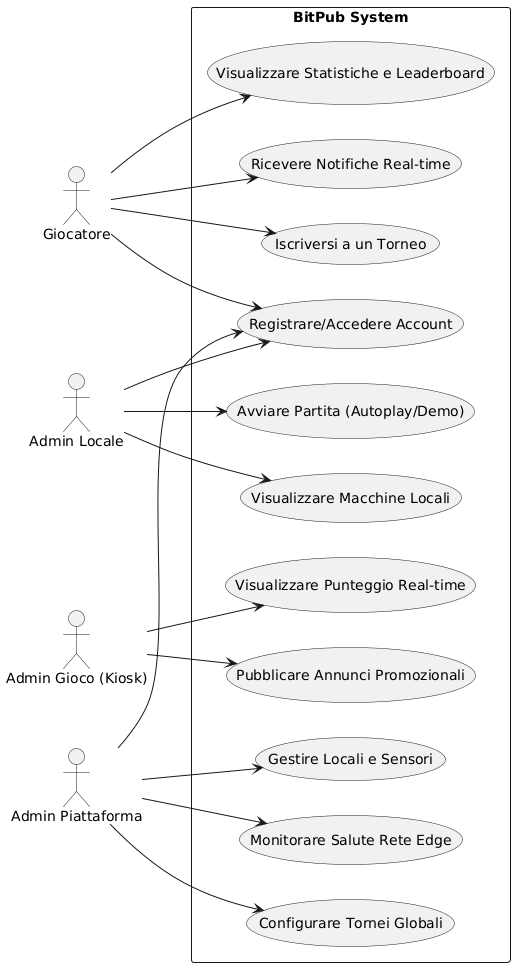 BitPub System
Visualizzare Statistiche e Leaderboard
Ricevere Notifiche Real-time
Giocatore
Iscriversi a un Torneo
Registrare/Accedere Account
Avviare Partita (Autoplay/Demo)
Admin Locale
Visualizzare Macchine Locali
Visualizzare Punteggio Real-time
Admin Gioco (Kiosk)
Pubblicare Annunci Promozionali
Gestire Locali e Sensori
Admin Piattaforma
Monitorare Salute Rete Edge
Configurare Tornei Globali